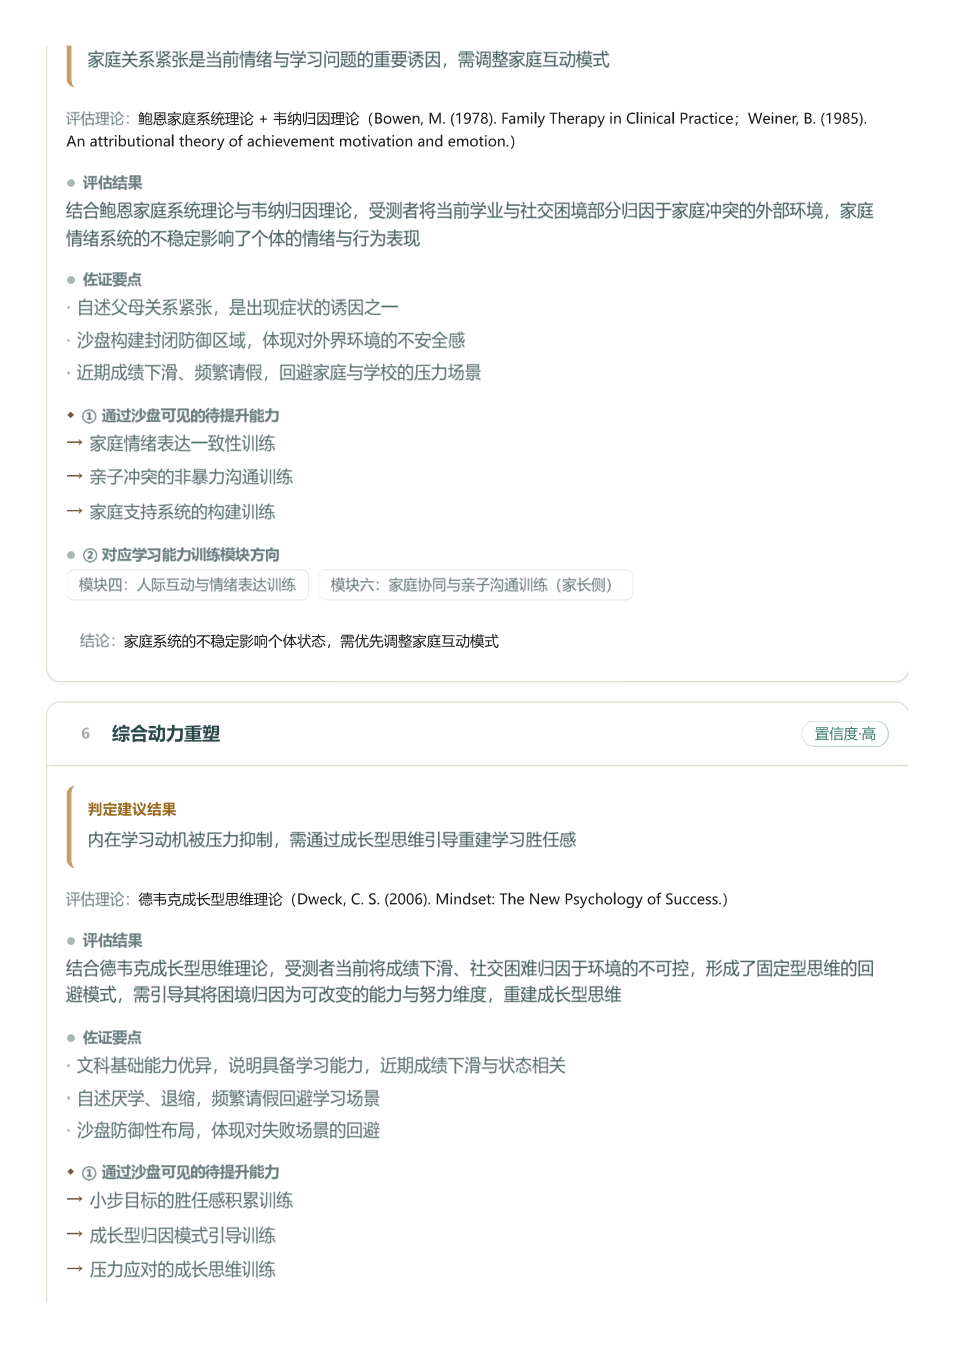 家庭关系紧张是当前情绪与学习问题的重要诱因，需调整家庭互动模式
评估理论：鲍恩家庭系统理论 + 韦纳归因理论（Bowen, M. (1978). Family Therapy in Clinical Practice；Weiner, B. (1985).
An attributional theory of achievement motivation and emotion.）
● 评估结果
结合鲍恩家庭系统理论与韦纳归因理论，受测者将当前学业与社交困境部分归因于家庭冲突的外部环境，家庭
情绪系统的不稳定影响了个体的情绪与行为表现
● 佐证要点
· 自述父母关系紧张，是出现症状的诱因之一
· 沙盘构建封闭防御区域，体现对外界环境的不安全感
· 近期成绩下滑、频繁请假，回避家庭与学校的压力场景
◆ ① 通过沙盘可见的待提升能力
→ 家庭情绪表达一致性训练
→ 亲子冲突的非暴力沟通训练
→ 家庭支持系统的构建训练
● ② 对应学习能力训练模块方向
模块四：人际互动与情绪表达训练 模块六：家庭协同与亲子沟通训练（家长侧）
结论：家庭系统的不稳定影响个体状态，需优先调整家庭互动模式
6 综合动力重塑 置信度·高
判定建议结果
内在学习动机被压力抑制，需通过成长型思维引导重建学习胜任感
评估理论：德韦克成长型思维理论（Dweck, C. S. (2006). Mindset: The New Psychology of Success.）
● 评估结果
结合德韦克成长型思维理论，受测者当前将成绩下滑、社交困难归因于环境的不可控，形成了固定型思维的回
避模式，需引导其将困境归因为可改变的能力与努力维度，重建成长型思维
● 佐证要点
· 文科基础能力优异，说明具备学习能力，近期成绩下滑与状态相关
· 自述厌学、退缩，频繁请假回避学习场景
· 沙盘防御性布局，体现对失败场景的回避
◆ ① 通过沙盘可见的待提升能力
→ 小步目标的胜任感积累训练
→ 成长型归因模式引导训练
→ 压力应对的成长思维训练